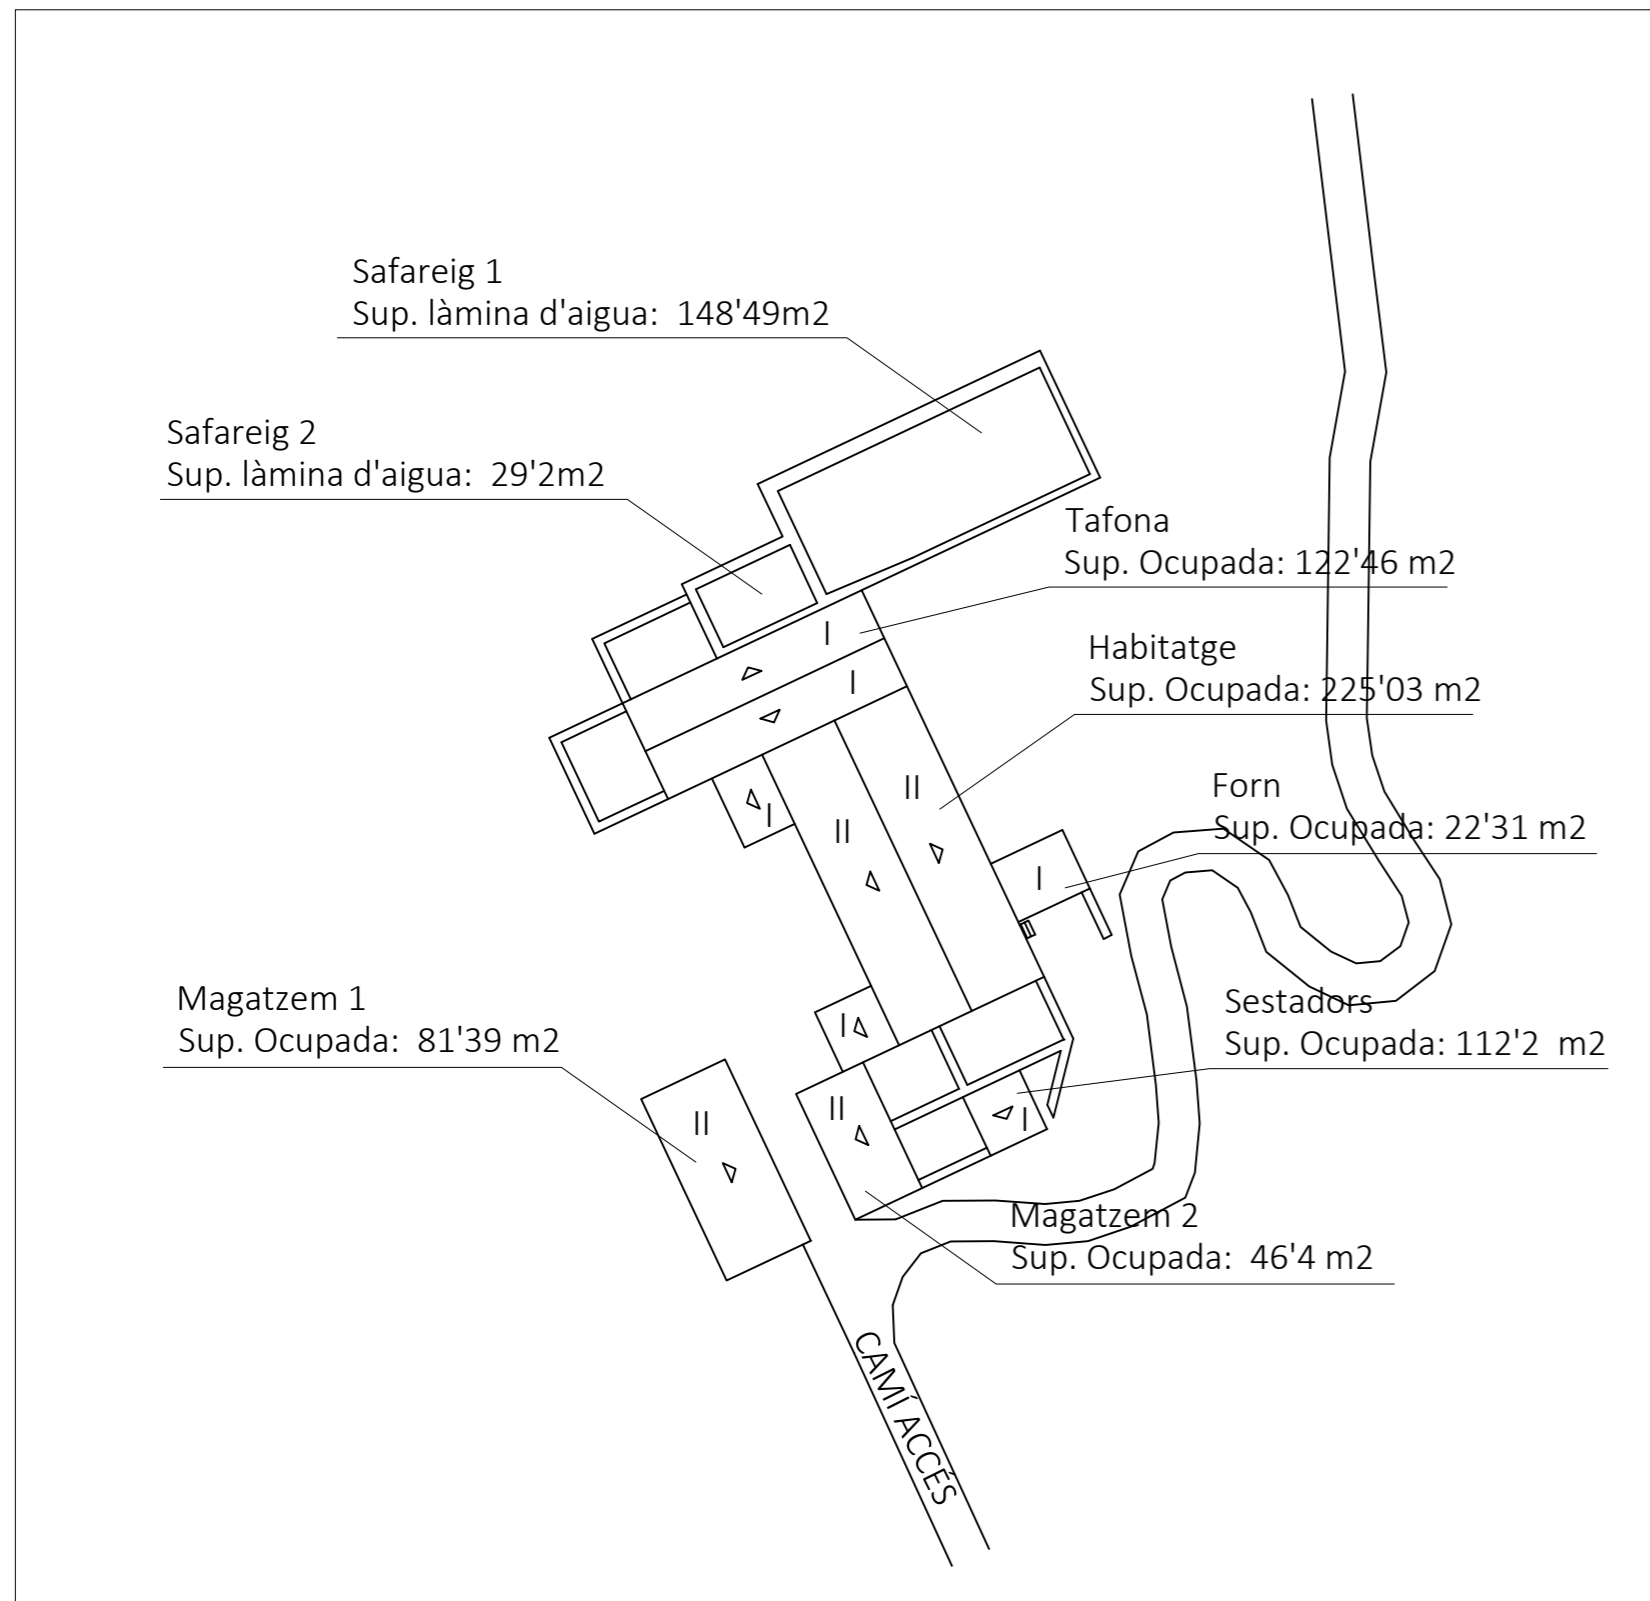 Safareig 1
Sup. làmina d'aigua: 148'49m2
Safareig 2
Sup. làmina d'aigua: 29'2m2
Tafona
Sup. Ocupada: 122'46 m2
I
I
Habitatge
Sup. Ocupada: 225'03 m2
II
II
I
Forn
Sup. Ocupada: 22'31 m2
I
Magatzem 1
Sup. Ocupada: 81'39 m2
I
Sestadors
Sup. Ocupada: 112'2 m2
II
II
I
Magatzem 2
Sup. Ocupada: 46'4 m2
CAMÍ ACCÉS